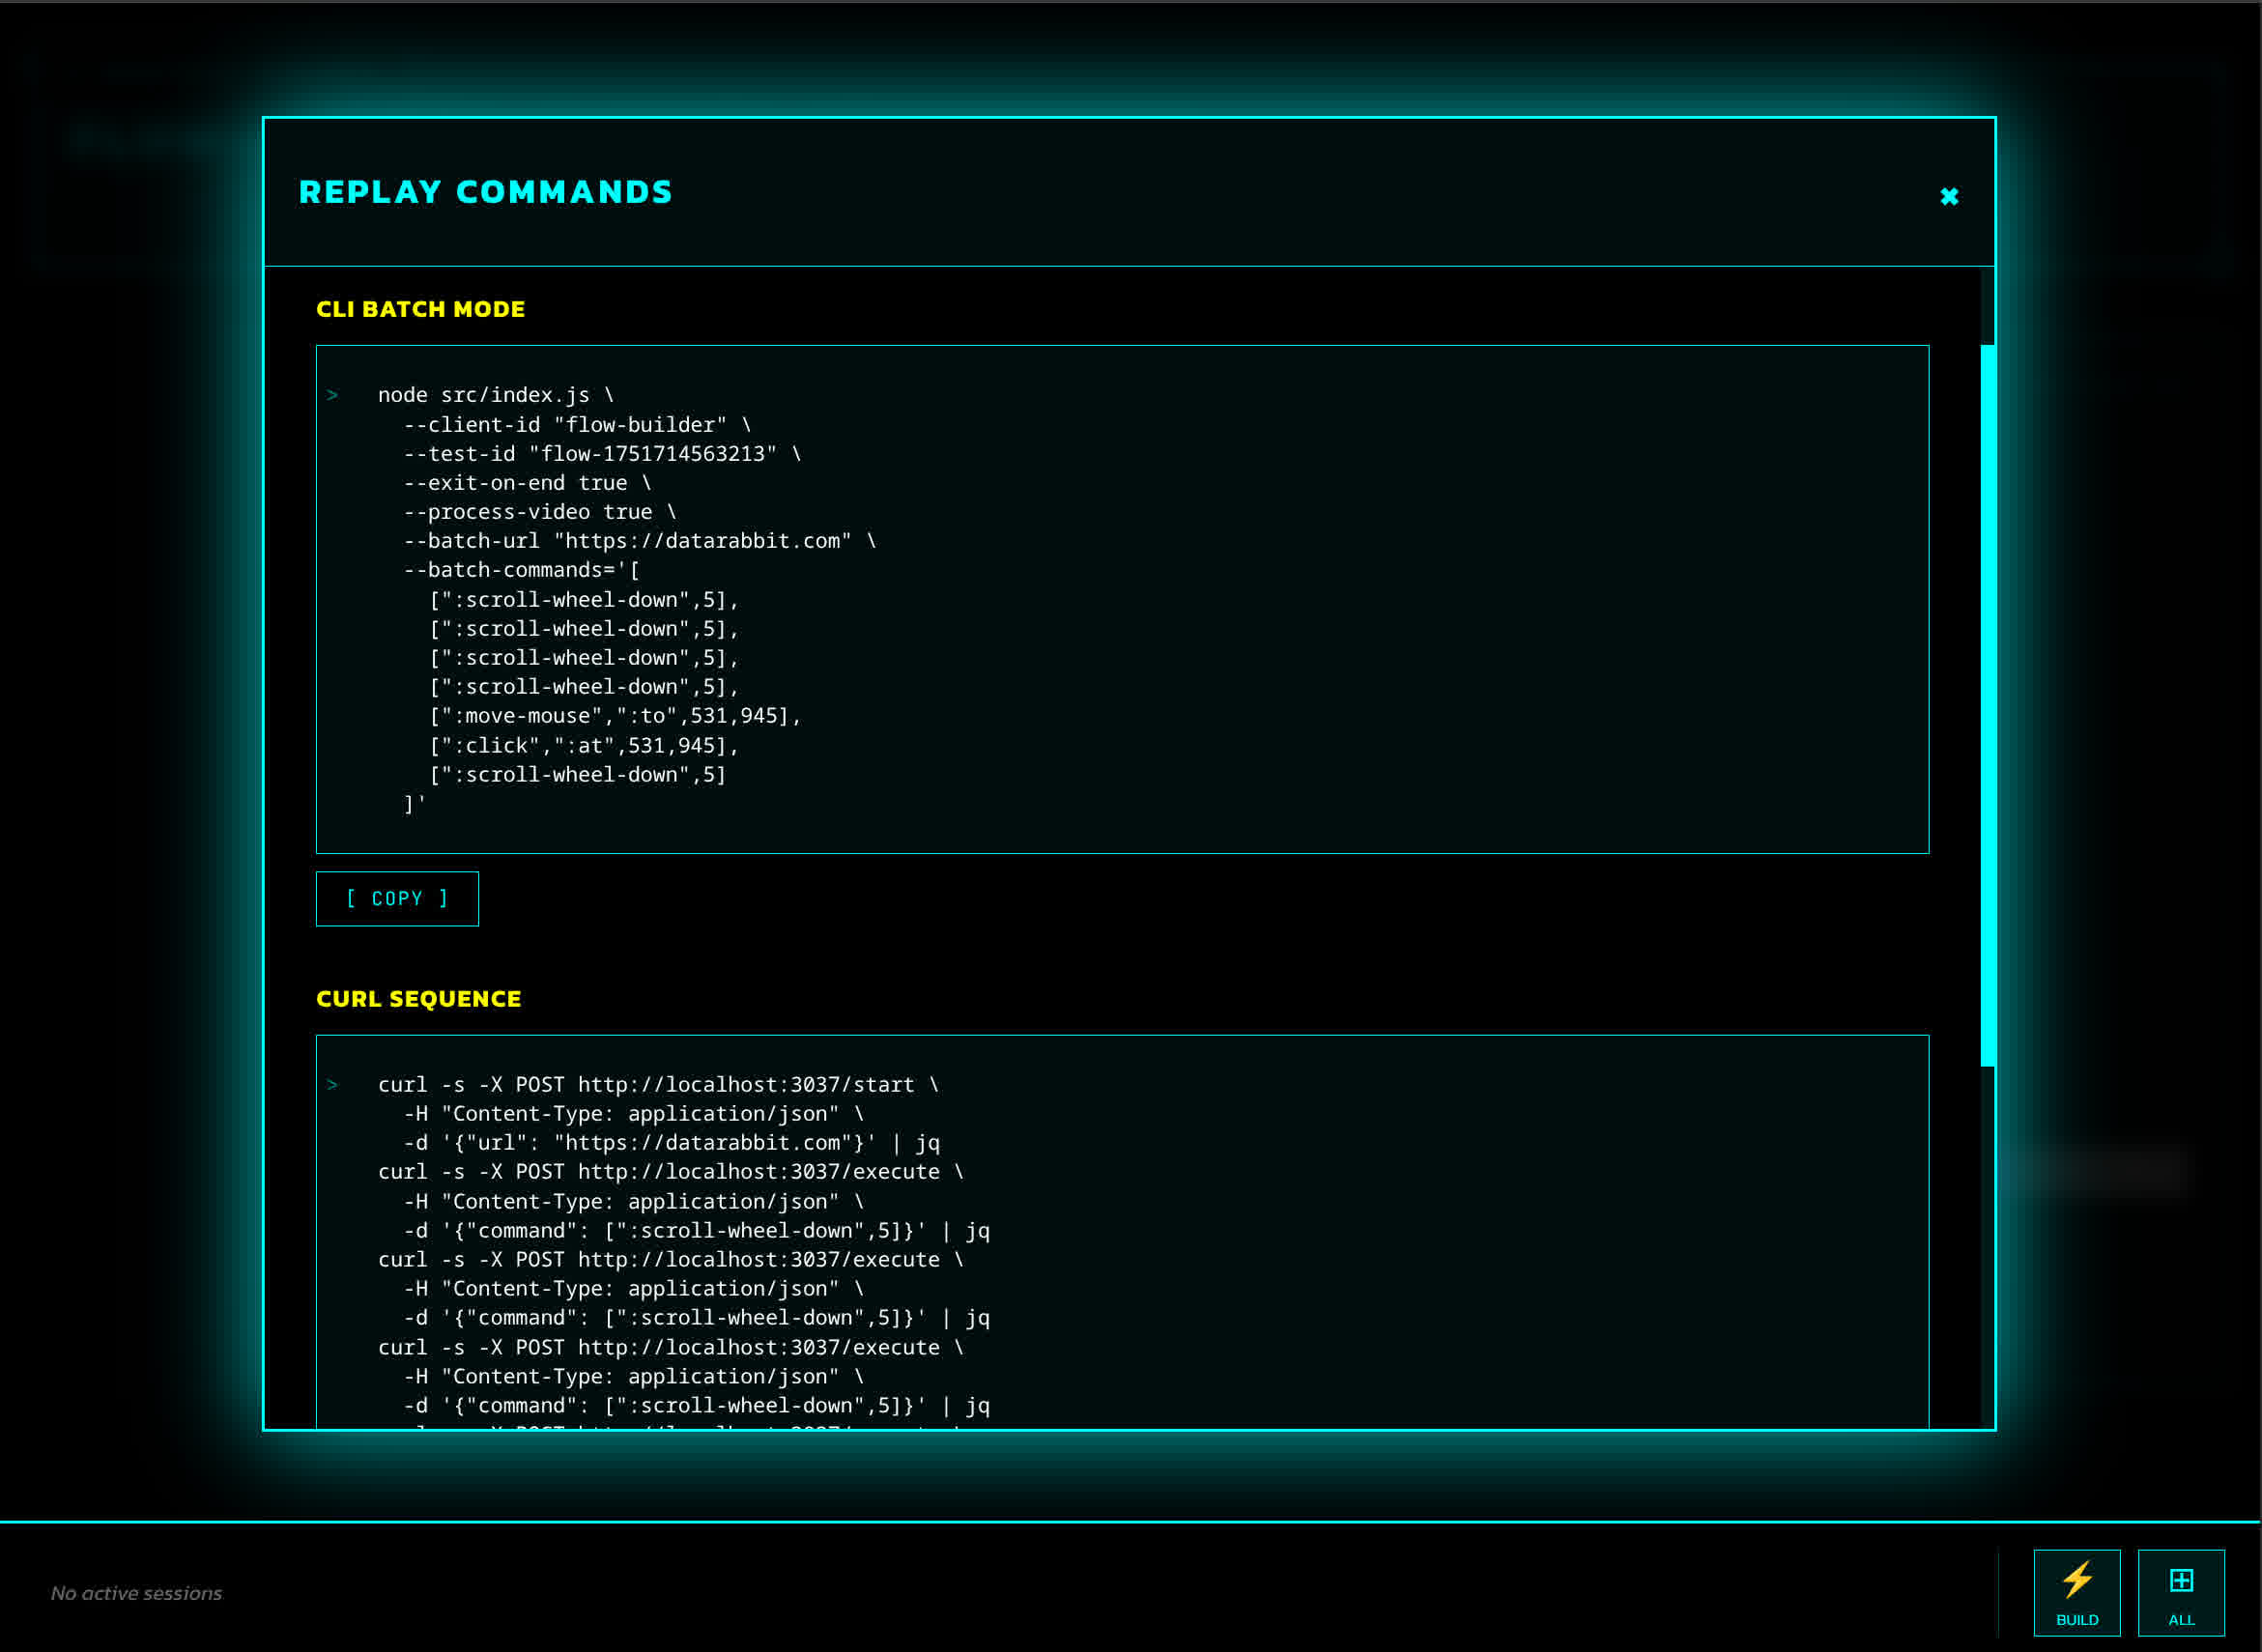 REPLAY COMMANDS
✖
CLI BATCH MODE
> node src/index.js \
--client-id "flow-builder" \
--test-id "flow-1751714563213" \
--exit-on-end true \
--process-video true \
--batch-url "https://datarabbit.com" \
--batch-commands='[
[":scroll-wheel-down",5],
[":scroll-wheel-down",5],
[":scroll-wheel-down",5],
[":scroll-wheel-down",5],
[":move-mouse",":to",531,945],
[":click",":at",531,945],
[":scroll-wheel-down",5]
]'
[ COPY ]
CURL SEQUENCE
> curl -s -X POST http://localhost:3037/start \
-H "Content-Type: application/json" \
-d '{"url": "https://datarabbit.com"}' | jq
curl -s -X POST http://localhost:3037/execute \
-H "Content-Type: application/json" \
-d '{"command": [":scroll-wheel-down",5]}' | jq
curl -s -X POST http://localhost:3037/execute \
-H "Content-Type: application/json" \
-d '{"command": [":scroll-wheel-down",5]}' | jq
curl -s -X POST http://localhost:3037/execute \
-H "Content-Type: application/json" \
-d '{"command": [":scroll-wheel-down",5]}' | jq
No active sessions
BUILD
ALL